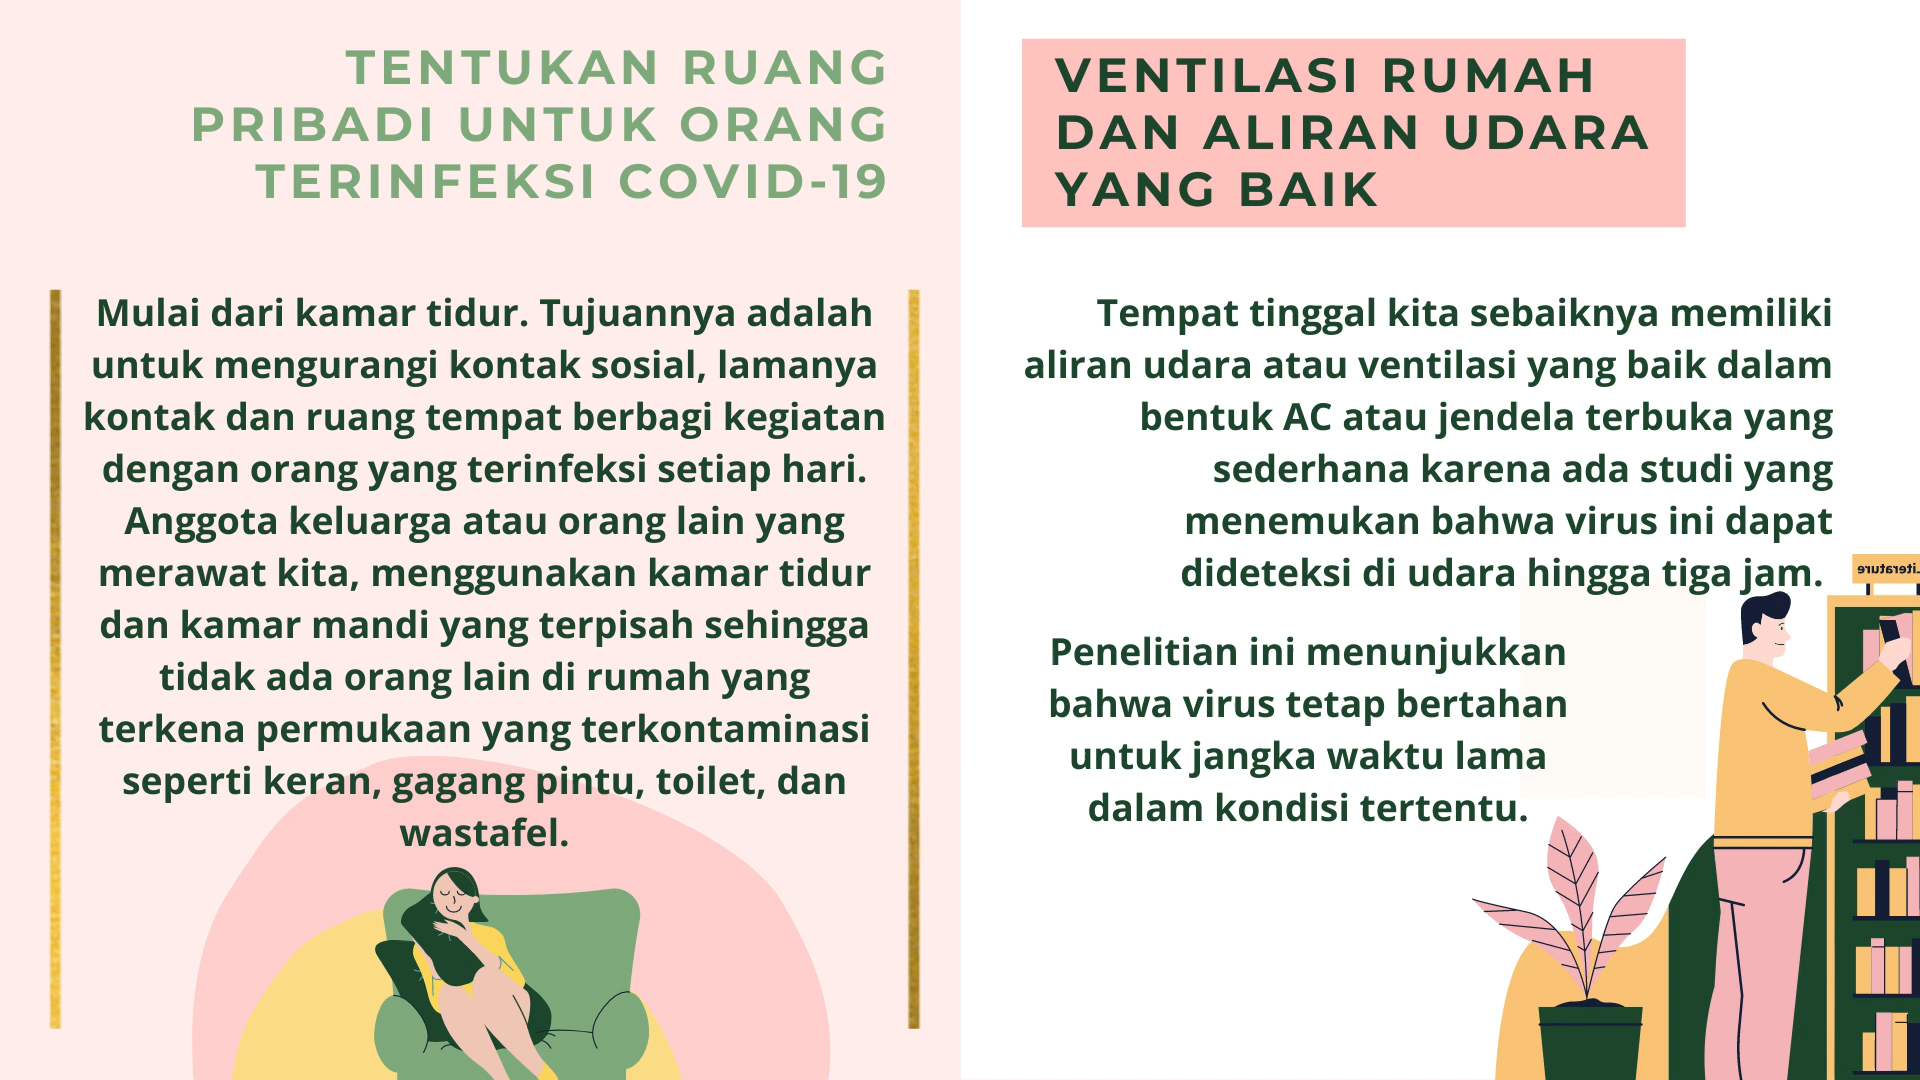 TENTUKAN RUANG
PRIBADI UNTUK ORANG
TERINFEKSI COVID-19
Mulai dari kamar tidur. Tujuannya adalah
untuk mengurangi kontak sosial, lamanya
kontak dan ruang tempat berbagi kegiatan
dengan orang yang terinfeksi setiap hari.
Anggota keluarga atau orang lain yang
merawat kita, menggunakan kamar tidur
dan kamar mandi yang terpisah sehingga
tidak ada orang lain di rumah yang
terkena permukaan yang terkontaminasi
seperti keran, gagang pintu, toilet, dan
wastafel.
VENTILASI RUMAH
DAN ALIRAN UDARA
YANG BAIK
Tempat tinggal kita sebaiknya memiliki
aliran udara atau ventilasi yang baik dalam
bentuk AC atau jendela terbuka yang
sederhana karena ada studi yang
menemukan bahwa virus ini dapat
dideteksi di udara hingga tiga jam.
Penelitian ini menunjukkan
bahwa virus tetap bertahan
untuk jangka waktu lama
dalam kondisi tertentu.
Literature